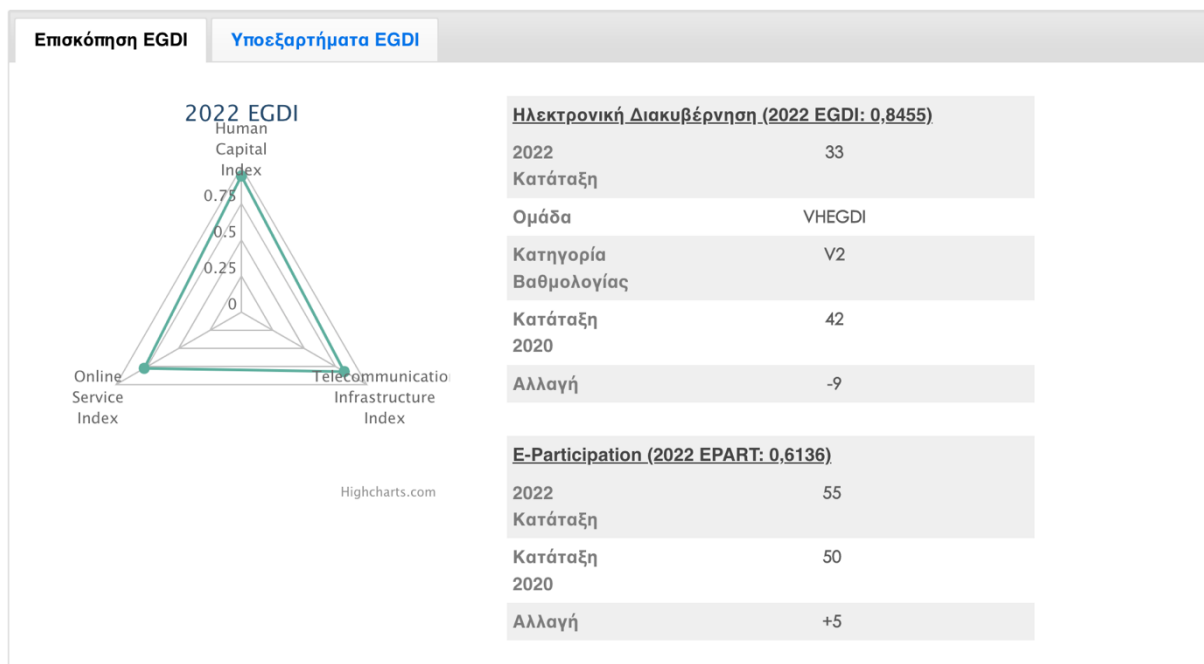 Επισκόπηση EGDI
Υποεξαρτήματα EGDI
2022 EGDI
Human
Capital
Index
0.75
0.5
0.25
0
Online
Service
Index
Telecommunicatio
Infrastructure
Index
Highcharts.com
Ηλεκτρονική Διακυβέρνηση (2022 EGDI: 0,8455)
2022 33
Κατάταξη
Ομάδα VHEGDI
Κατηγορία V2
Βαθμολογίας
Κατάταξη 42
2020
Αλλαγή -9
E-Participation (2022 EPART: 0,6136)
2022 55
Κατάταξη
Κατάταξη 50
2020
Αλλαγή +5